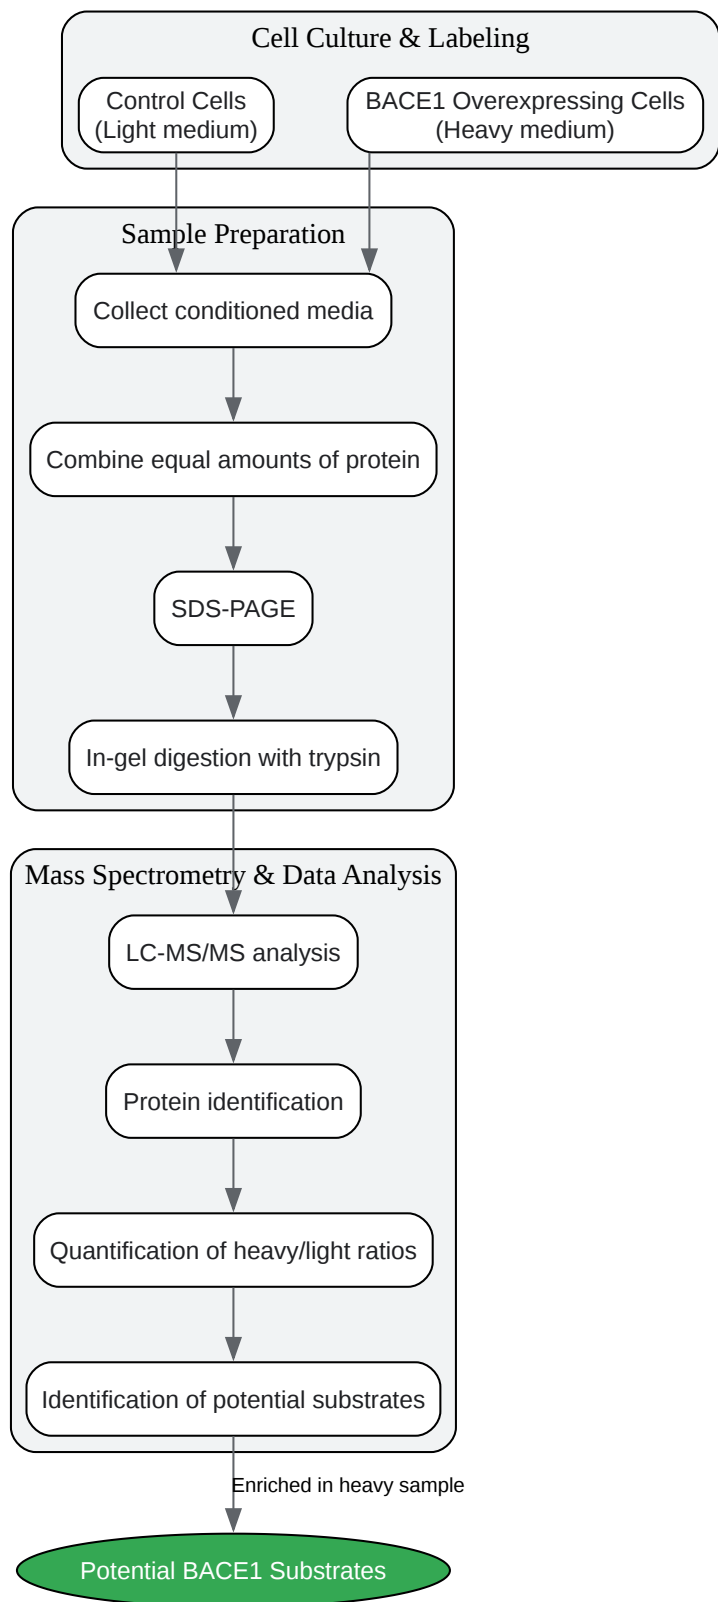 Cell Culture & Labeling
Control Cells
(Light medium)
BACE1 Overexpressing Cells
(Heavy medium)
Sample Preparation
Collect conditioned media
Combine equal amounts of protein
SDS-PAGE
In-gel digestion with trypsin
Mass Spectrometry & Data Analysis
LC-MS/MS analysis
Protein identification
Quantification of heavy/light ratios
Identification of potential substrates
Enriched in heavy sample
Potential BACE1 Substrates